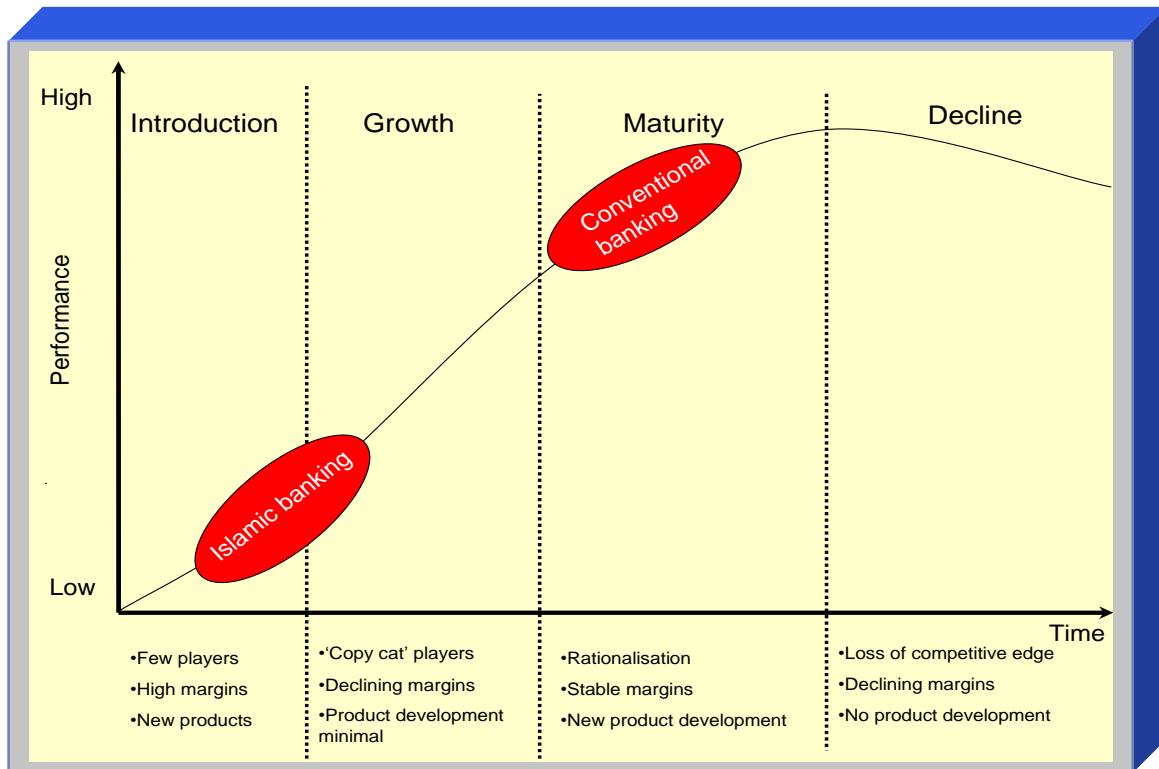 High
Introduction
Growth
Maturity
Decline
Conventional
banking
Performance
Islamic banking
Low
Time
•Few players
•High margins
•New products
•‘Copy cat’ players
•Declining margins
•Product development
minimal
•Rationalisation
•Stable margins
•New product development
•Loss of competitive edge
•Declining margins
•No product development